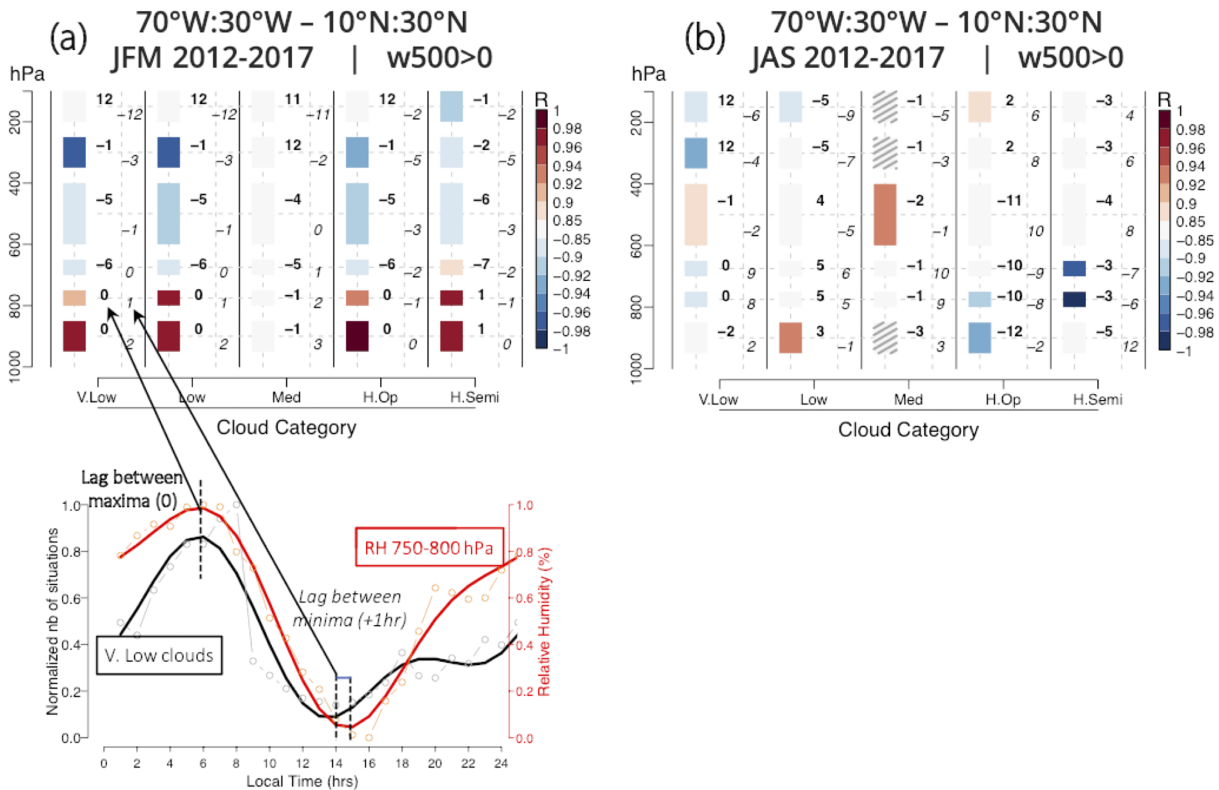 (a) 70°W:30°W – 10°N:30°N
JFM 2012-2017 | w500>0
hPa
R
12 12 11 12 −1
−12 −12 −11 −2 −2
200
−1 −1 12 −1 −2
−3 −3 −2 −5 −5
400
−5 −5 −4 −5 −6
−1 −1 0 −3 −3
600
−6 −6 −5 −6 −7
0 0 1 −2 −2
800
0 0 −1 0 1
1 1 2 −1 −1
0 0 −1 0 1
2 2 3 0 0
1000
1
0.98
0.96
0.94
0.92
0.9
0.85
−0.85
−0.9
−0.92
−0.94
−0.96
−0.98
−1
V.Low Low Med H.Op H.Semi
Cloud Category
(b) 70°W:30°W – 10°N:30°N
JAS 2012-2017 | w500>0
hPa
R
12 −5 −1 2 −3
−6 −9 −5 6 4
200
12 −5 −1 2 −3
−4 −7 −3 8 6
400
−1 4 −2 −11 −4
−2 −5 −1 10 8
600
0 5 −1 −10 −3
9 6 10 −9 −7
800
0 5 −1 −10 −3
8 5 9 −8 −6
−2 3 −3 −12 −5
2 −1 3 −2 12
1000
1
0.98
0.96
0.94
0.92
0.9
0.85
−0.85
−0.9
−0.92
−0.94
−0.96
−0.98
−1
V.Low Low Med H.Op H.Semi
Cloud Category
Lag between
maxima (0)
RH 750-800 hPa
Lag between
minima (+1hr)
V. Low clouds
Normalized nb of situations
1.0
0.8
0.6
0.4
0.2
0.0
Relative Humidity (%)
1.0
0.8
0.6
0.4
0.2
0.0
0 2 4 6 8 10 12 14 16 18 20 22 24
Local Time (hrs)